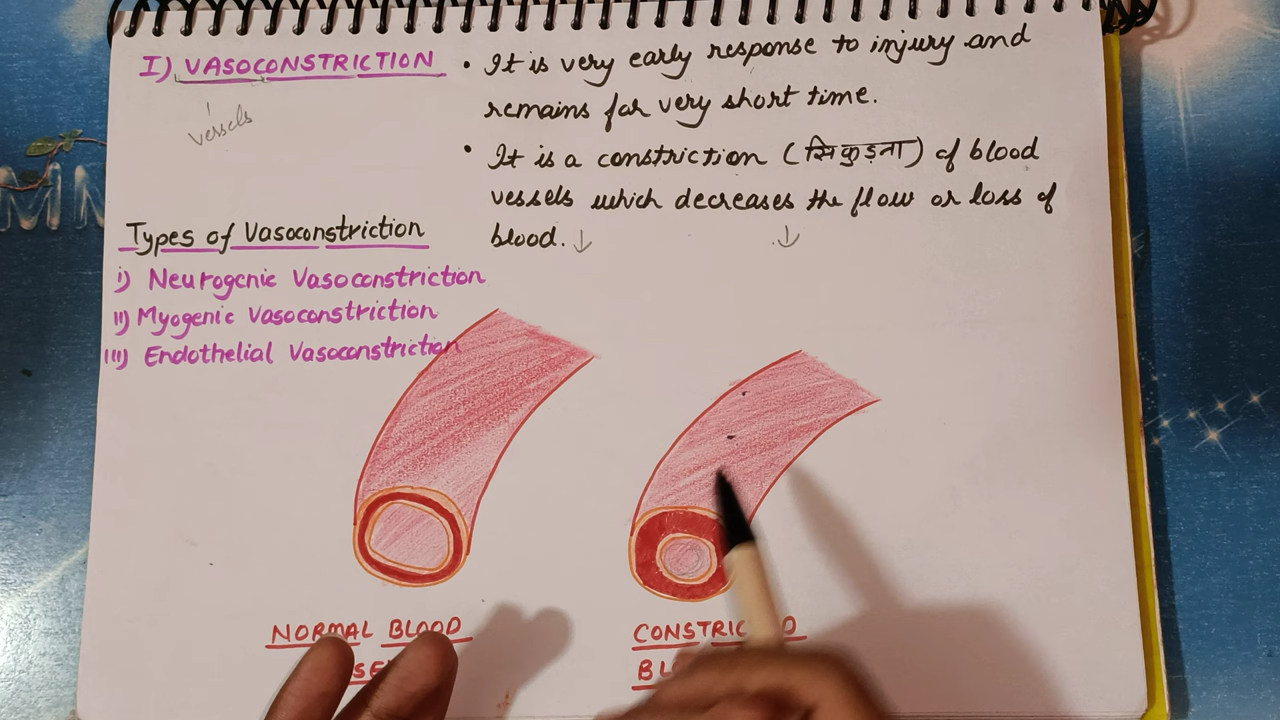 I) VASOCONSTRICTION
vessels
• It is very early response to injury and
remains for very short time.
• It is a constriction (सिकुड़ना) of blood
vessels which decreases the flow or loss of
blood. ↓ ↓
Types of Vasoconstriction
i) Neurogenic Vasoconstriction
ii) Myogenic Vasoconstriction
iii) Endothelial Vasoconstriction
NORMAL BLOOD
CONSTRICTED